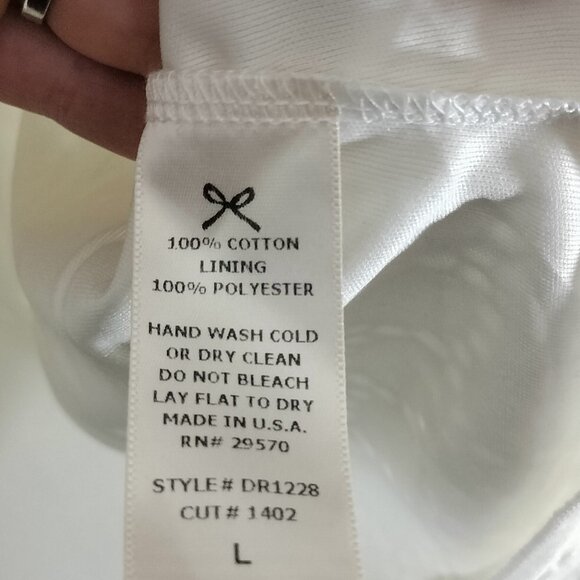 100% COTTON
LINING
100% POLYESTER
HAND WASH COLD
OR DRY CLEAN
DO NOT BLEACH
LAY FLAT TO DRY
MADE IN U.S.A.
RN# 29570
STYLE# DR1228
CUT# 1402
L